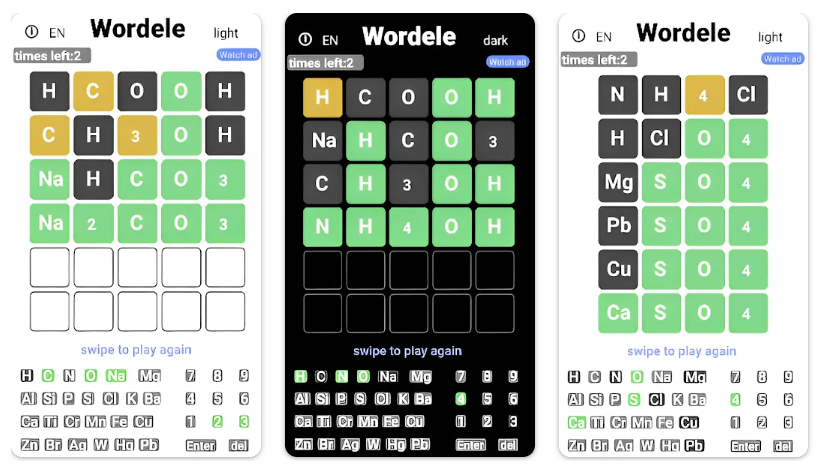 ⓘ EN Wordele light
times left:2 Watch ad
H C O O H
C H 3 O H
Na H C O 3
Na 2 C O 3
swipe to play again
H C N O Na Mg 7 8 9
Al Si P S Cl K Ba 4 5 6
Ca Ti Cr Mn Fe Cu 1 2 3
Zn Br Ag W Hg Pb Enter del
ⓘ EN Wordele dark
times left:2 Watch ad
H C O O H
Na H C O 3
C H 3 O H
N H 4 O H
swipe to play again
H C N O Na Mg 7 8 9
Al Si P S Cl K Ba 4 5 6
Ca Ti Cr Mn Fe Cu 1 2 3
Zn Br Ag W Hg Pb Enter del
ⓘ EN Wordele light
times left:2 Watch ad
N H 4 Cl
H Cl O 4
Mg S O 4
Pb S O 4
Cu S O 4
Ca S O 4
swipe to play again
H C N O Na Mg 7 8 9
Al Si P S Cl K Ba 4 5 6
Ca Ti Cr Mn Fe Cu 1 2 3
Zn Br Ag W Hg Pb Enter del